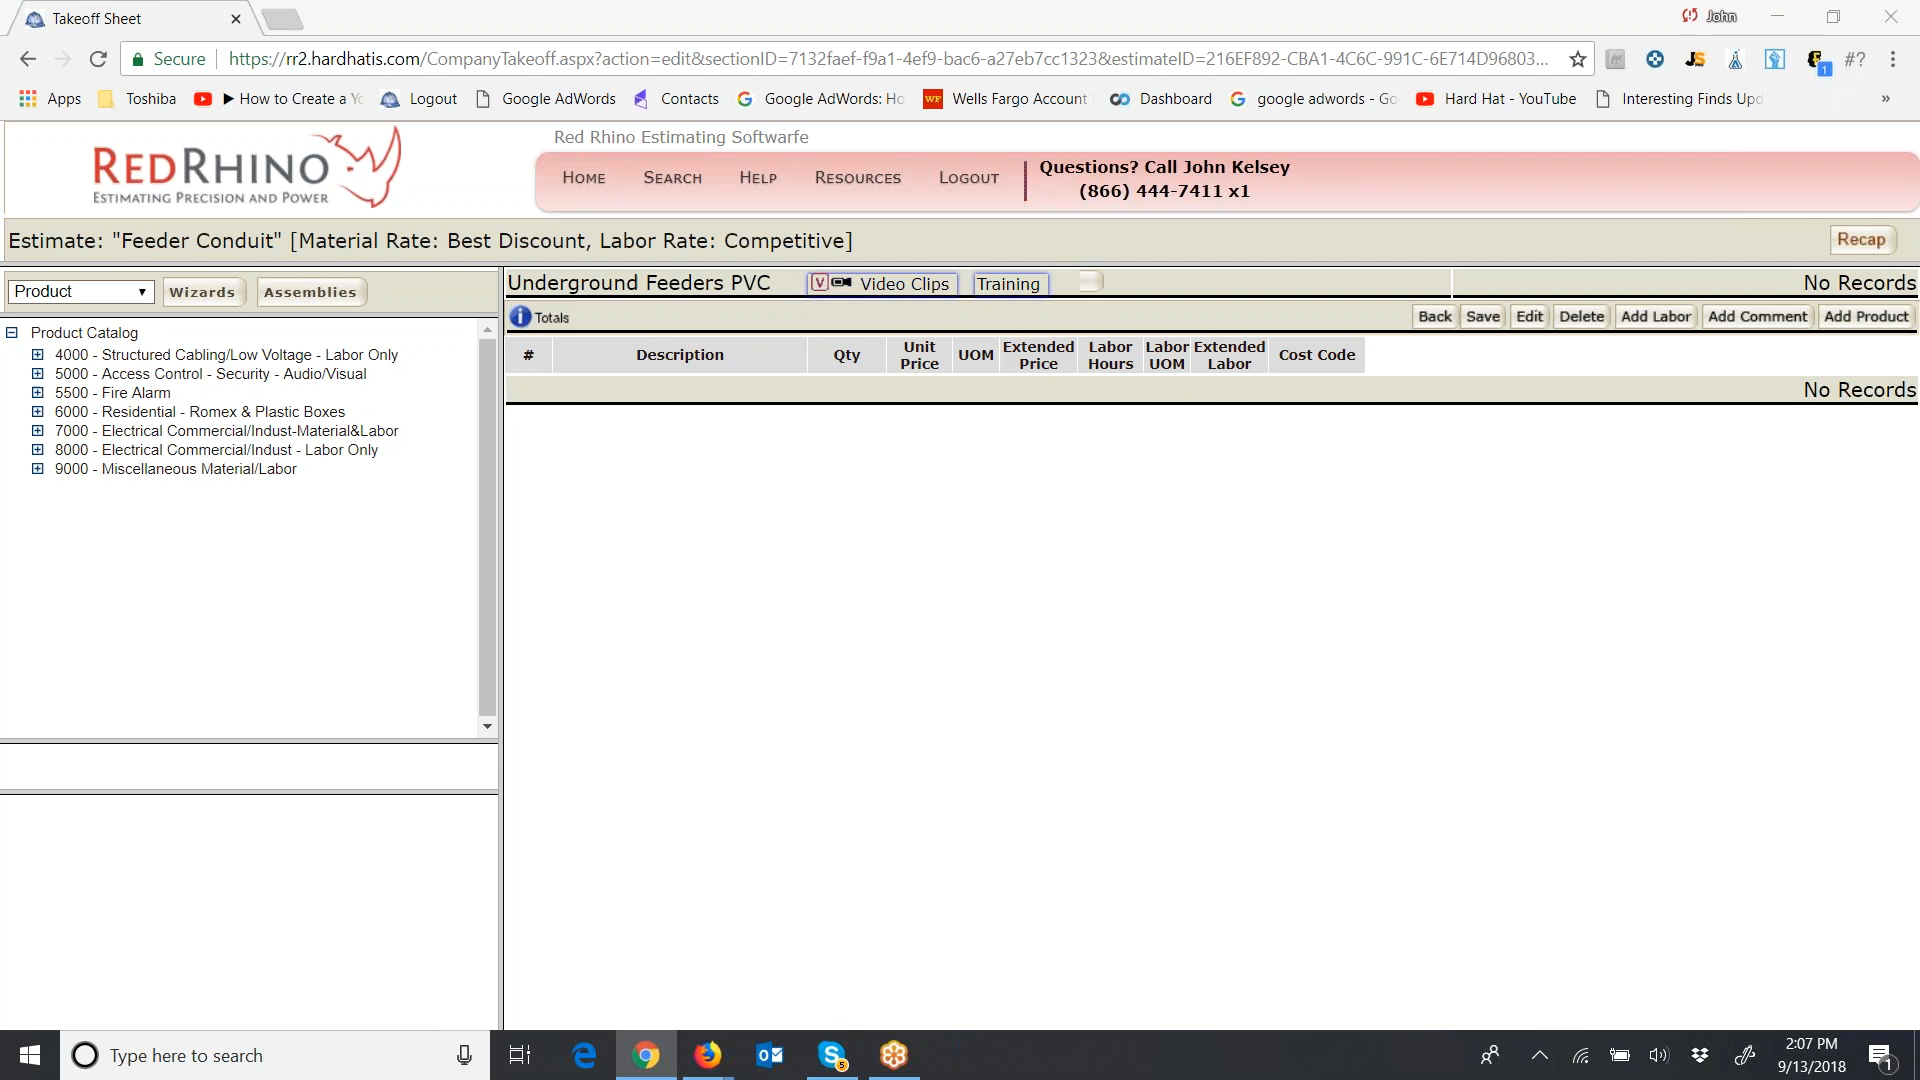 Takeoff Sheet
John
Secure
https://rr2.hardhatis.com/CompanyTakeoff.aspx?action=edit&sectionID=7132faef-f9a1-4ef9-bac6-a27eb7cc1323&estimateID=216EF892-CBA1-4C6C-991C-6E714D96803...
JS
1
#?
Apps
Toshiba
▶ How to Create a Yo
Logout
Google AdWords
Contacts
Google AdWords: Ho
WF
Wells Fargo Account
Dashboard
google adwords - Go
Hard Hat - YouTube
Interesting Finds Upd
»
REDRHINO
ESTIMATING PRECISION AND POWER
Red Rhino Estimating Softwarfe
HOME
SEARCH
HELP
RESOURCES
LOGOUT
Questions? Call John Kelsey
(866) 444-7411 x1
Estimate: "Feeder Conduit" [Material Rate: Best Discount, Labor Rate: Competitive]
Recap
Product
Wizards
Assemblies
Product Catalog
4000 - Structured Cabling/Low Voltage - Labor Only
5000 - Access Control - Security - Audio/Visual
5500 - Fire Alarm
6000 - Residential - Romex & Plastic Boxes
7000 - Electrical Commercial/Indust-Material&Labor
8000 - Electrical Commercial/Indust - Labor Only
9000 - Miscellaneous Material/Labor
Underground Feeders PVC
V
Video Clips
Training
No Records
Totals
Back
Save
Edit
Delete
Add Labor
Add Comment
Add Product
#
Description
Qty
Unit
Price
UOM
Extended
Price
Labor
Hours
Labor
UOM
Extended
Labor
Cost Code
No Records
Type here to search
5
2:07 PM
9/13/2018
1